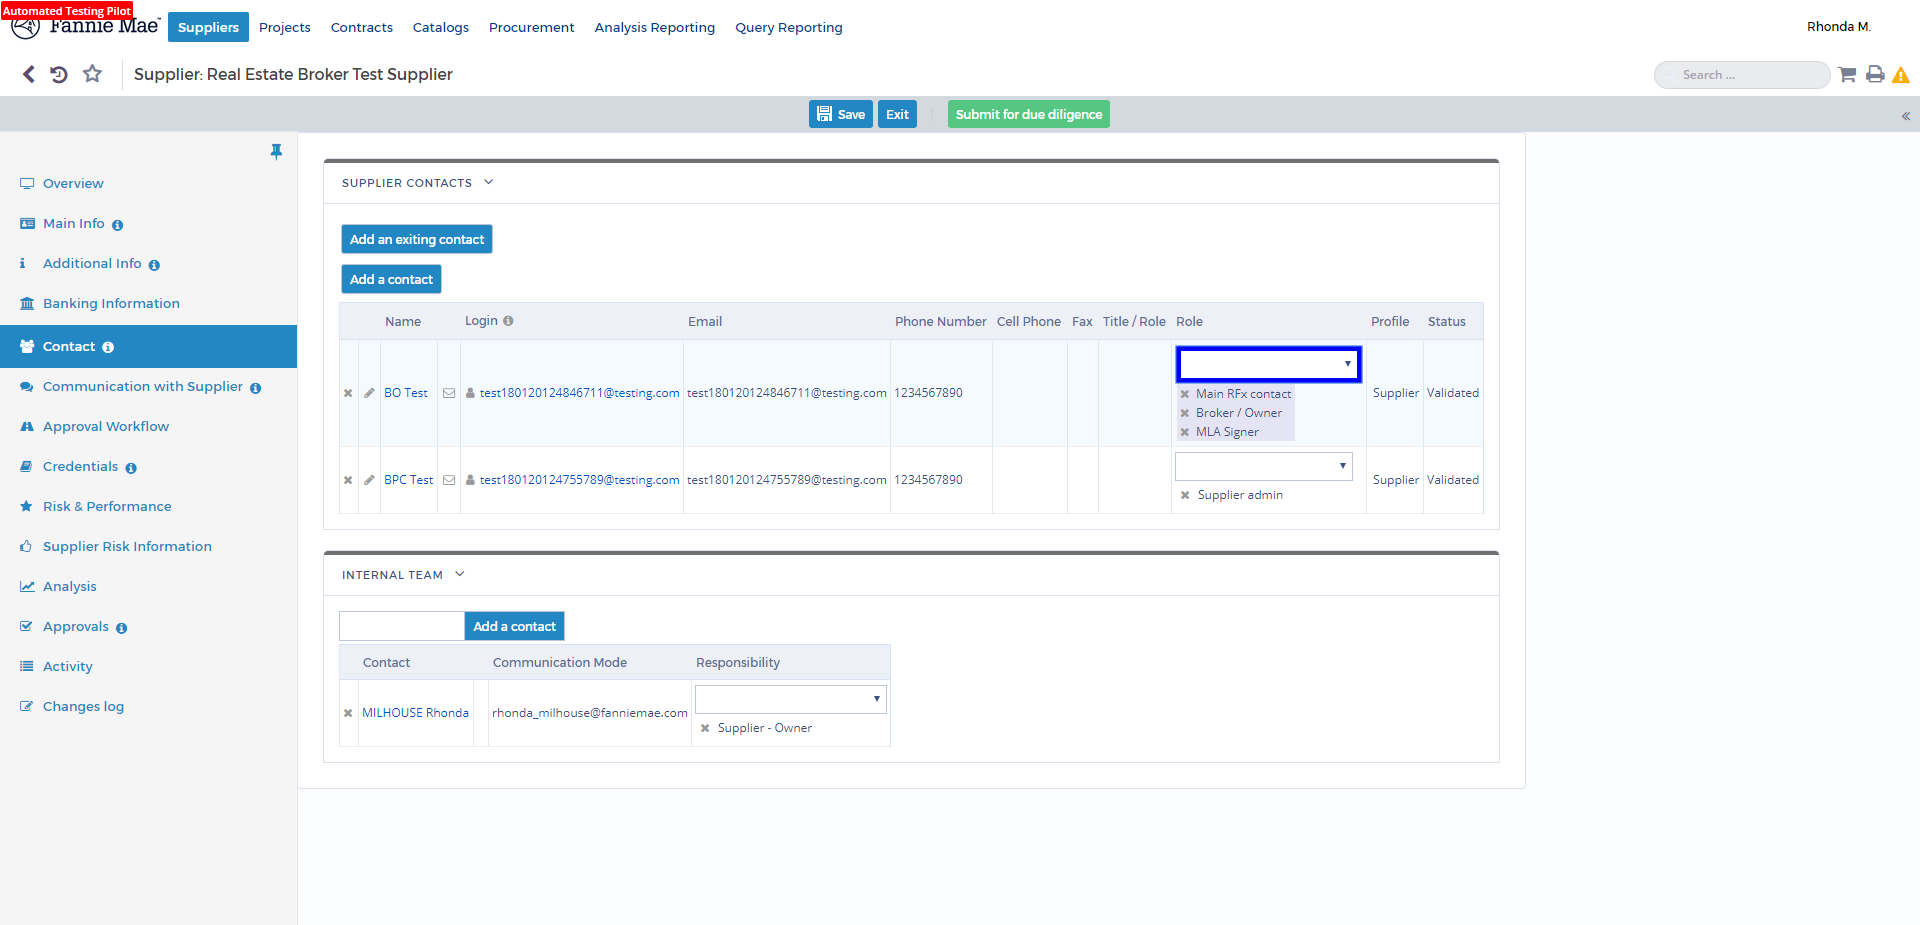 Automated Testing Pilot
Fannie Mae
Suppliers Projects Contracts Catalogs Procurement Analysis Reporting Query Reporting
Rhonda M.
Supplier: Real Estate Broker Test Supplier
Search ...
Save Exit Submit for due diligence
Overview
Main Info
Additional Info
Banking Information
Contact
Communication with Supplier
Approval Workflow
Credentials
Risk & Performance
Supplier Risk Information
Analysis
Approvals
Activity
Changes log
SUPPLIER CONTACTS
Add an exiting contact
Add a contact
Name Login Email Phone Number Cell Phone Fax Title / Role Role Profile Status
BO Test test180120124846711@testing.com test180120124846711@testing.com 1234567890 Supplier Validated
Main RFx contact
Broker / Owner
MLA Signer
BPC Test test180120124755789@testing.com test180120124755789@testing.com 1234567890 Supplier Validated
Supplier admin
INTERNAL TEAM
Add a contact
Contact Communication Mode Responsibility
MILHOUSE Rhonda rhonda_milhouse@fanniemae.com
Supplier - Owner